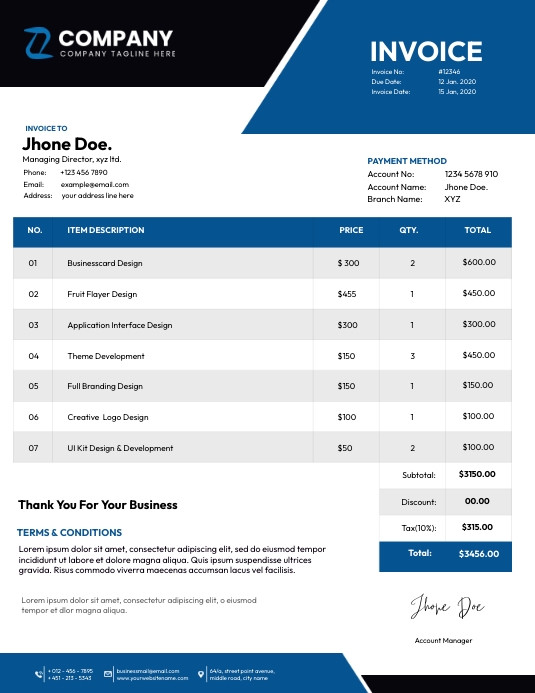 COMPANY
COMPANY TAGLINE HERE
INVOICE
Invoice No: #12346
Due Date: 12 Jan. 2020
Invoice Date: 15 Jan, 2020
INVOICE TO
Jhone Doe.
Managing Director, xyz ltd.
Phone: +123 456 7890
Email: example@email.com
Address: your address line here
PAYMENT METHOD
Account No: 1234 5678 910
Account Name: Jhone Doe.
Branch Name: XYZ
NO. ITEM DESCRIPTION PRICE QTY. TOTAL
01 Businesscard Design $ 300 2 $600.00
02 Fruit Flayer Design $455 1 $450.00
03 Application Interface Design $300 1 $300.00
04 Theme Development $150 3 $450.00
05 Full Branding Design $150 1 $150.00
06 Creative Logo Design $100 1 $100.00
07 UI Kit Design & Development $50 2 $100.00
Subtotal: $3150.00
Discount: 00.00
Tax(10%): $315.00
Total: $3456.00
Thank You For Your Business
TERMS & CONDITIONS
Lorem ipsum dolor sit amet, consectetur adipiscing elit, sed do eiusmod tempor
incididunt ut labore et dolore magna aliqua. Quis ipsum suspendisse ultrices
gravida. Risus commodo viverra maecenas accumsan lacus vel facilisis.
Lorem ipsum dolor sit amet, consectetur adipiscing elit, o eiusmod
tempor et dlor magna aliqua.
Jhone Doe
Account Manager
+ 012 - 456 - 7895
+ 451 - 213 - 5343
businessmail@email.com
www.yourwebsitename.com
64/a, street point avenue,
middle road, city name